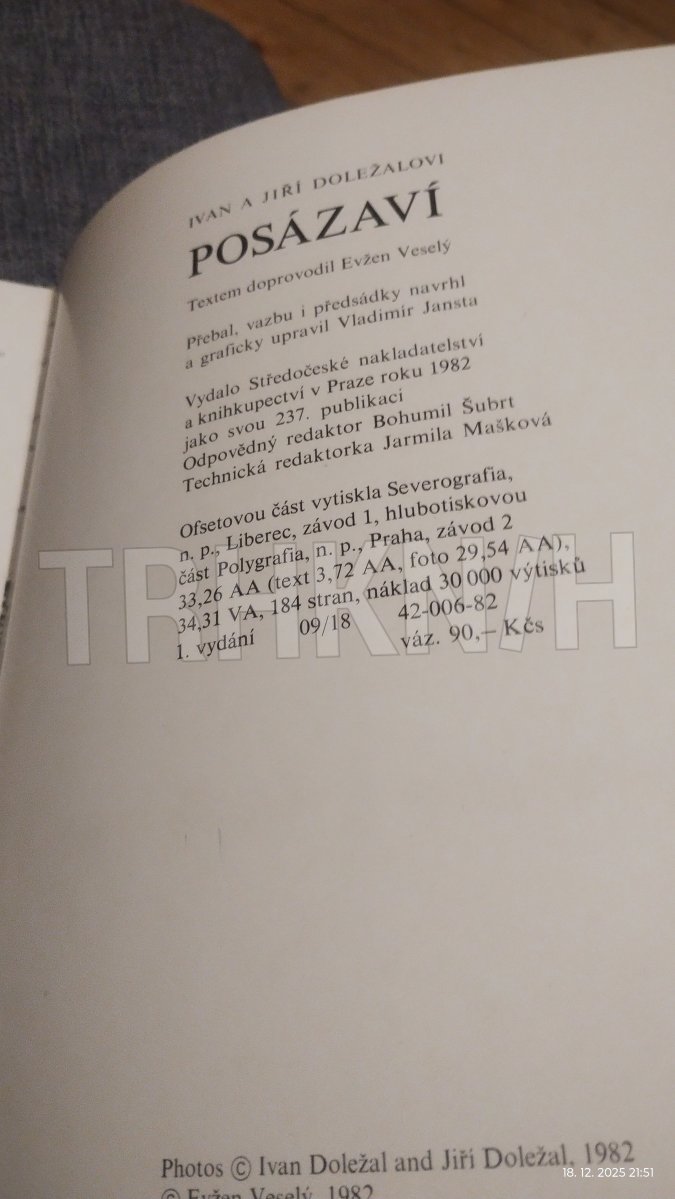 IVAN A JIŘÍ DOLEŽALOVI
POSÁZAVÍ
Textem doprovodil Evžen Veselý
Přebal, vazbu i předsádky navrhl
a graficky upravil Vladimír Jansta
Vydalo Středočeské nakladatelství
a knihkupectví v Praze roku 1982
jako svou 237. publikaci
Odpovědný redaktor Bohumil Šubrt
Technická redaktorka Jarmila Mašková
Ofsetovou část vytiskla Severografia,
n. p., Liberec, závod 1, hlubotiskovou
část Polygrafia, n. p., Praha, závod 2
33,26 AA (text 3,72 AA, foto 29,54 AA),
34,31 VA, 184 stran, náklad 30 000 výtisků
1. vydání 09/18 42-006-82
váz. 90,– Kčs
TRHKNIH
Photos © Ivan Doležal and Jiří Doležal, 1982
© Evžen Veselý, 1982
18. 12. 2025 21:51